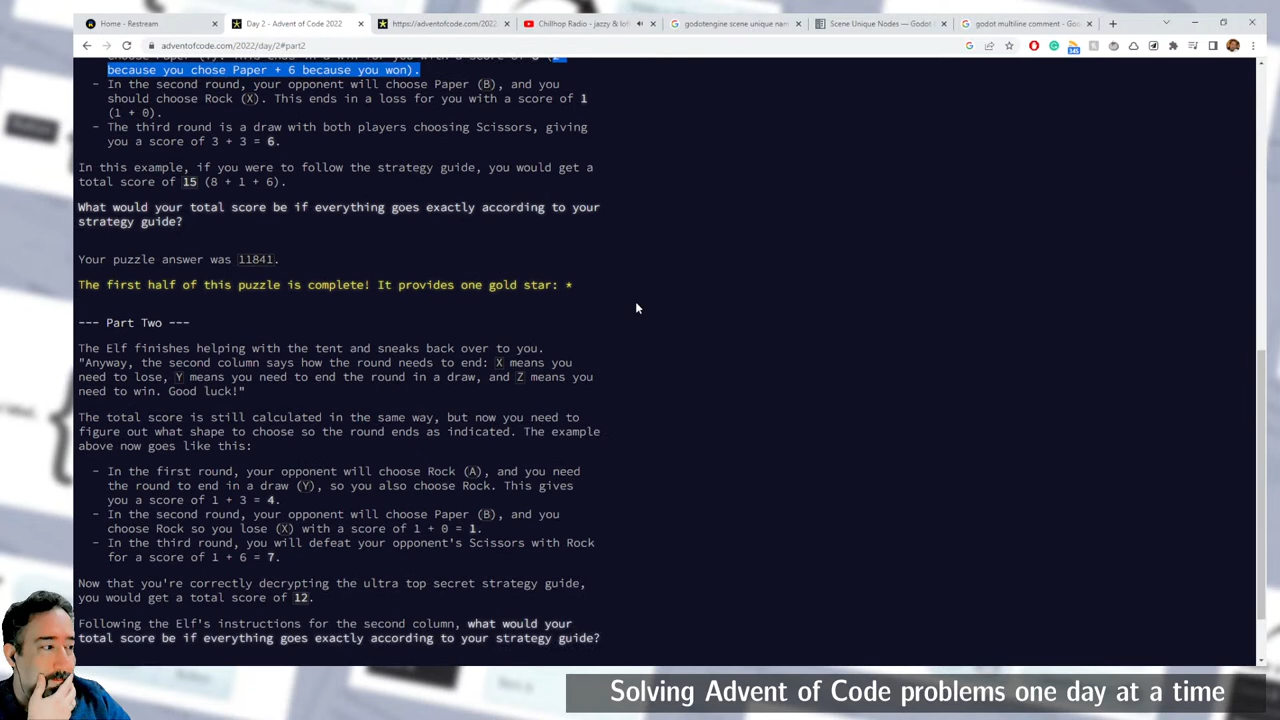 Home - Restream
Day 2 - Advent of Code 2022
https://adventofcode.com/2022
Chillhop Radio - jazzy & lof
godotengine scene unique nam
Scene Unique Nodes — Godot
godot multiline comment - Goo
adventofcode.com/2022/day/2#part2
345
because you chose Paper + 6 because you won).
- In the second round, your opponent will choose Paper (B), and you
should choose Rock (X). This ends in a loss for you with a score of 1
(1 + 0).
- The third round is a draw with both players choosing Scissors, giving
you a score of 3 + 3 = 6.
In this example, if you were to follow the strategy guide, you would get a
total score of 15 (8 + 1 + 6).
What would your total score be if everything goes exactly according to your
strategy guide?
Your puzzle answer was 11841.
The first half of this puzzle is complete! It provides one gold star: *
--- Part Two ---
The Elf finishes helping with the tent and sneaks back over to you.
"Anyway, the second column says how the round needs to end: X means you
need to lose, Y means you need to end the round in a draw, and Z means you
need to win. Good luck!"
The total score is still calculated in the same way, but now you need to
figure out what shape to choose so the round ends as indicated. The example
above now goes like this:
- In the first round, your opponent will choose Rock (A), and you need
the round to end in a draw (Y), so you also choose Rock. This gives
you a score of 1 + 3 = 4.
- In the second round, your opponent will choose Paper (B), and you
choose Rock so you lose (X) with a score of 1 + 0 = 1.
- In the third round, you will defeat your opponent's Scissors with Rock
for a score of 1 + 6 = 7.
Now that you're correctly decrypting the ultra top secret strategy guide,
you would get a total score of 12.
Following the Elf's instructions for the second column, what would your
total score be if everything goes exactly according to your strategy guide?
Solving Advent of Code problems one day at a time